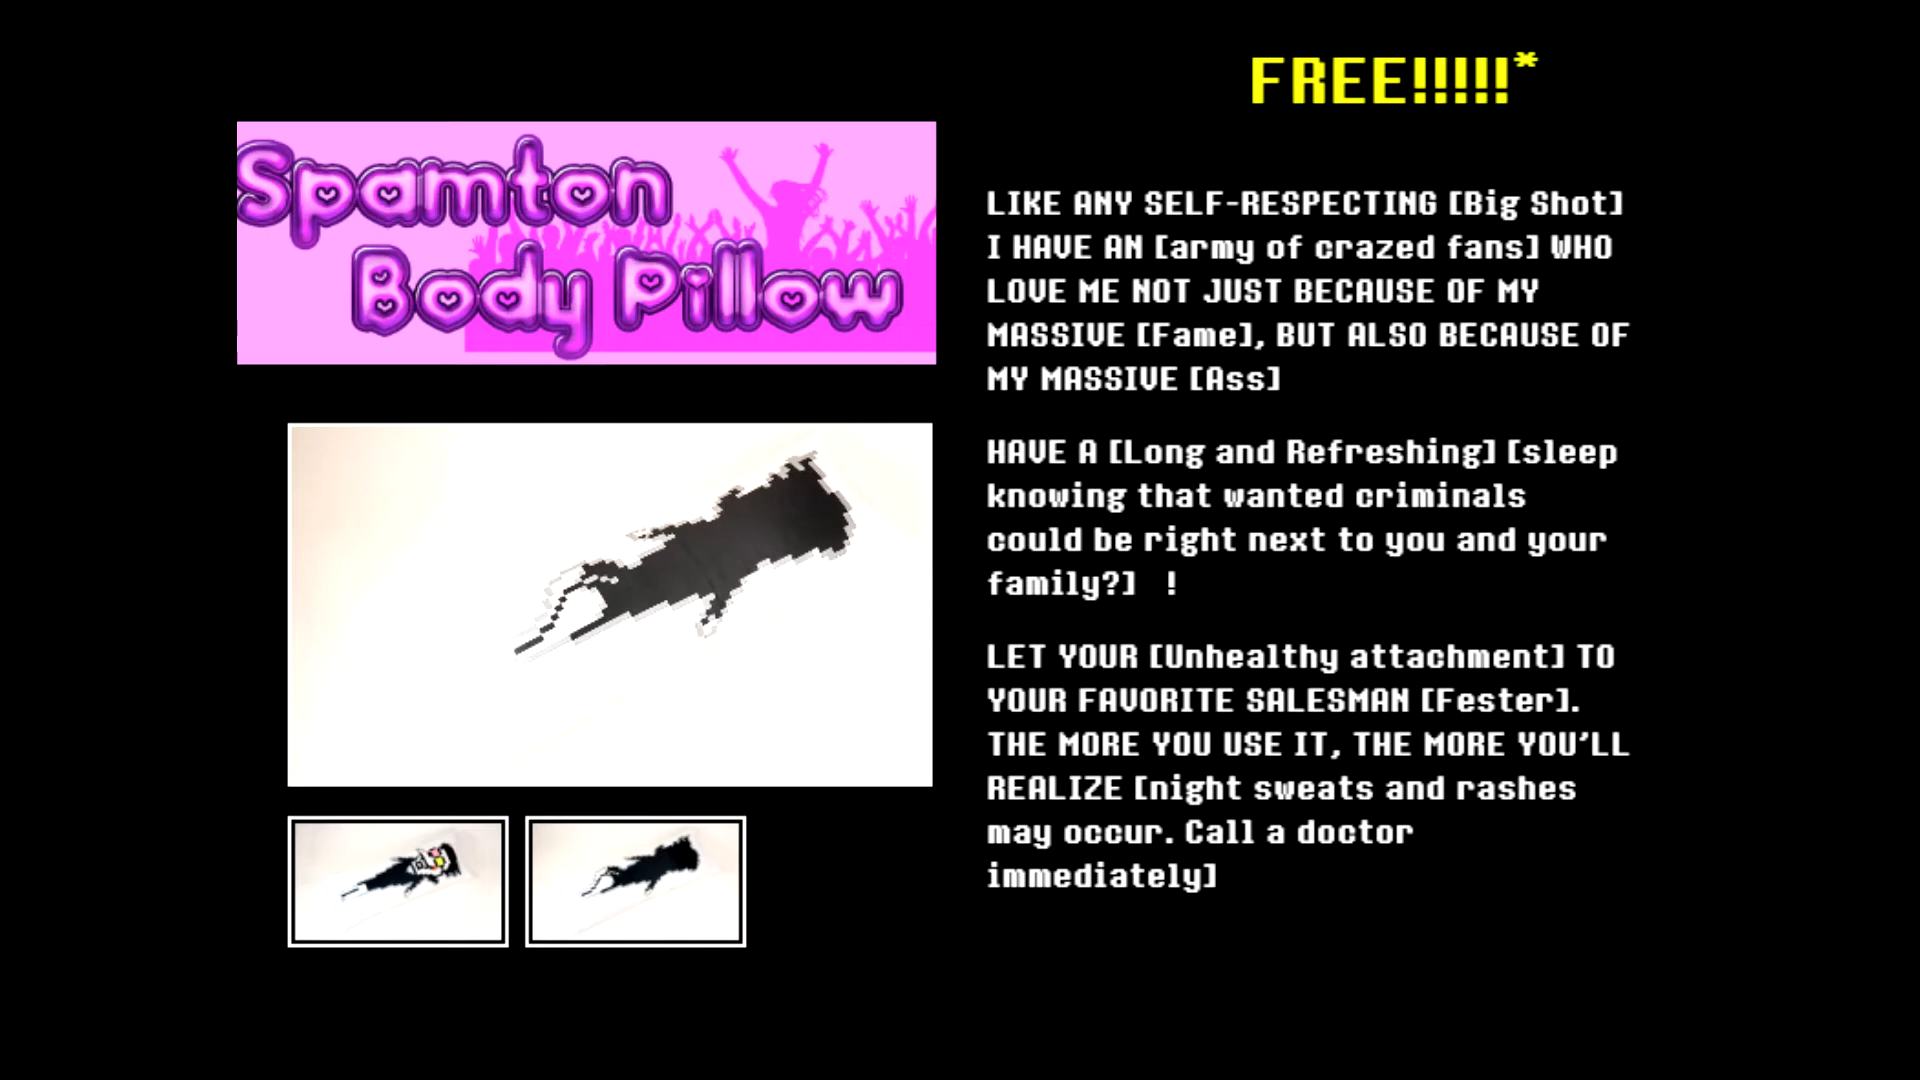 Spamton
Body Pillow
FREE!!!!!*
LIKE ANY SELF-RESPECTING [Big Shot]
I HAVE AN [army of crazed fans] WHO
LOVE ME NOT JUST BECAUSE OF MY
MASSIVE [Fame], BUT ALSO BECAUSE OF
MY MASSIVE [Ass]
HAVE A [Long and Refreshing] [sleep
knowing that wanted criminals
could be right next to you and your
family?]  !
LET YOUR [Unhealthy attachment] TO
YOUR FAVORITE SALESMAN [Fester].
THE MORE YOU USE IT, THE MORE YOU'LL
REALIZE [night sweats and rashes
may occur. Call a doctor
immediately]